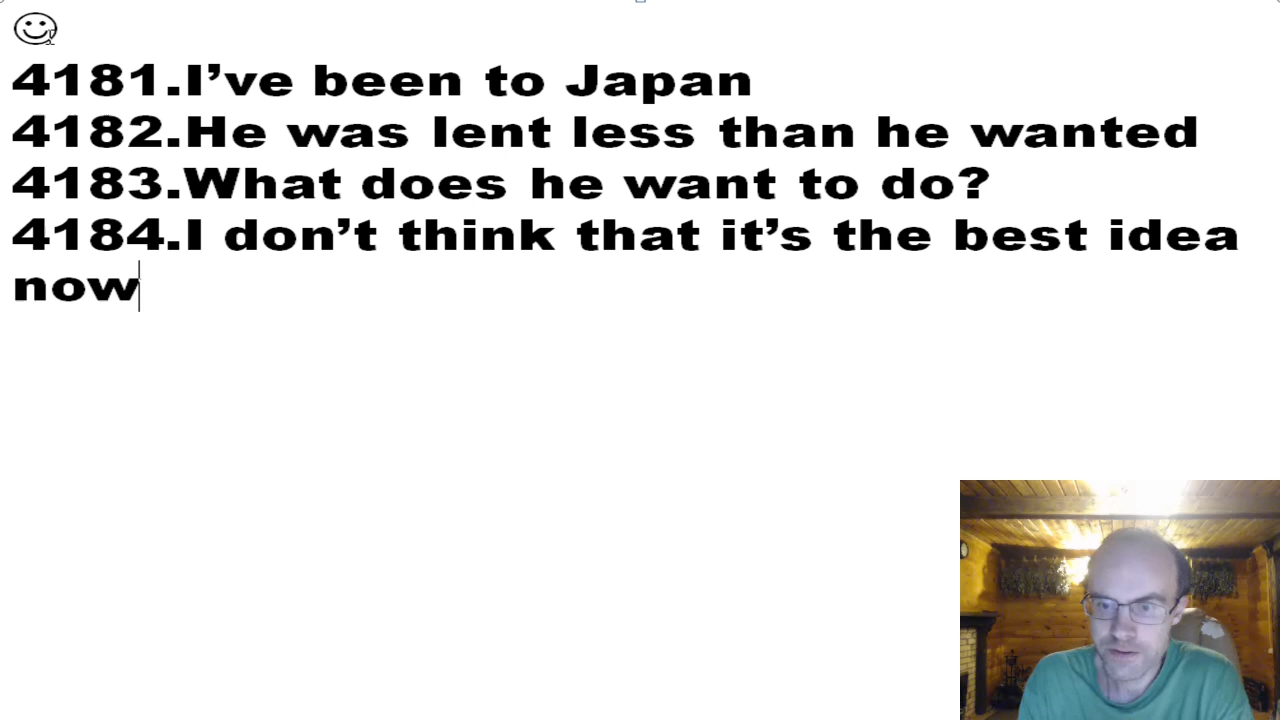 4181.I’ve been to Japan
4182.He was lent less than he wanted
4183.What does he want to do?
4184.I don’t think that it’s the best idea
now